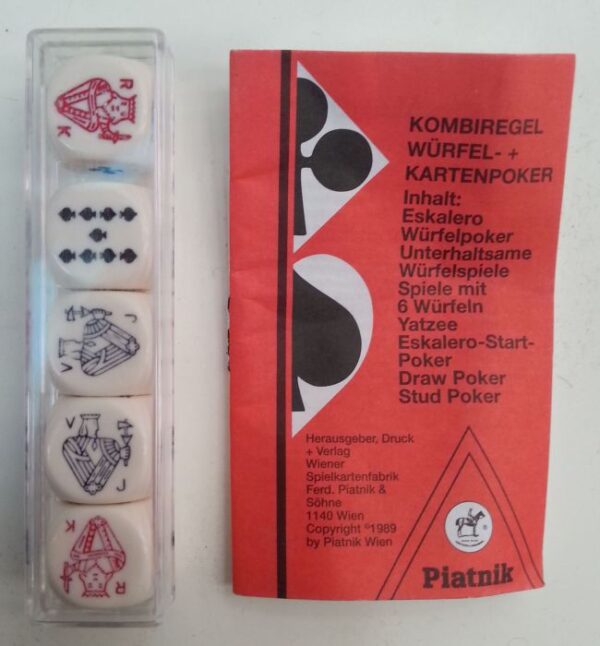 R
K
V
J
V
J
K
R
KOMBIREGEL
WÜRFEL- +
KARTENPOKER
Inhalt:
Eskalero
Würfelpoker
Unterhaltsame
Würfelspiele
Spiele mit
6 Würfeln
Yatzee
Eskalero-Start-
Poker
Draw Poker
Stud Poker
Herausgeber, Druck
+ Verlag
Wiener
Spielkartenfabrik
Ferd. Piatnik &
Söhne
1140 Wien
Copyright ©1989
by Piatnik Wien
®
Piatnik